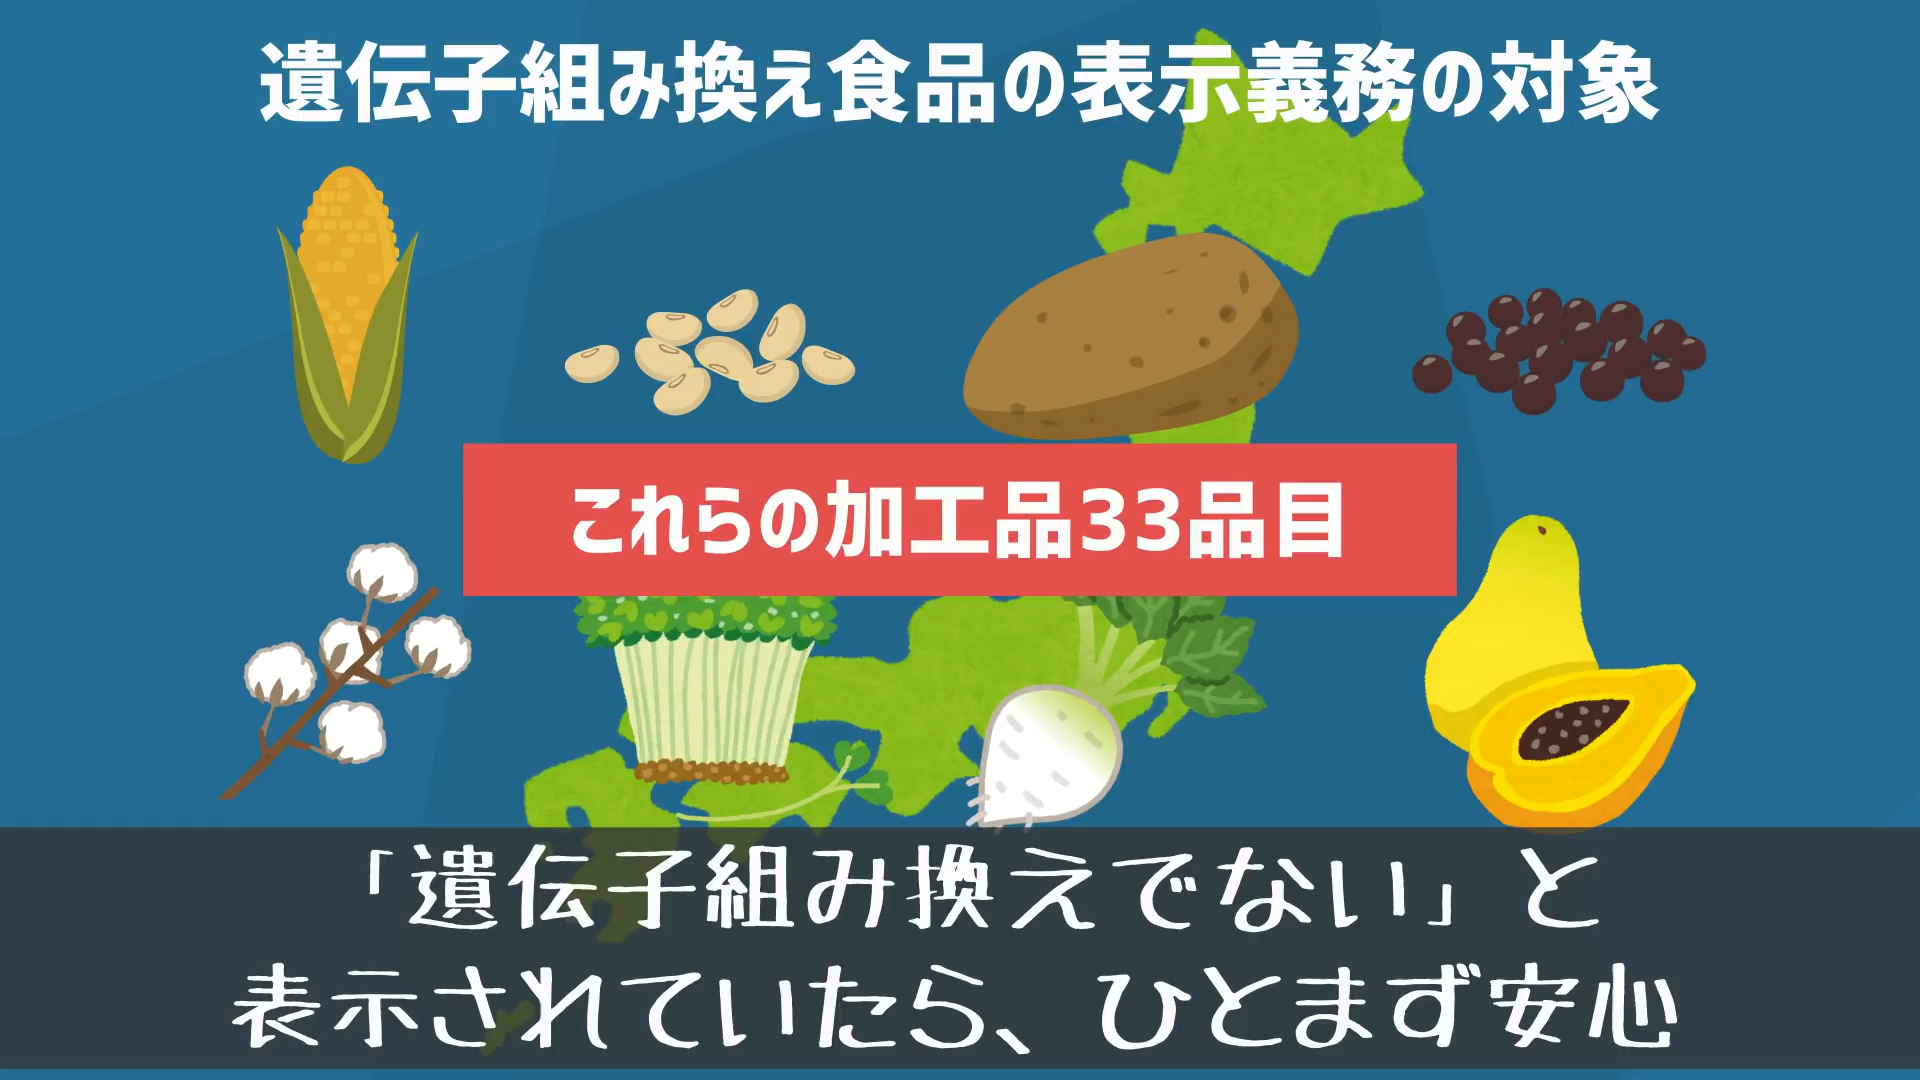 遺伝子組み換え食品の表示義務の対象
これらの加工品33品目
「遺伝子組み換えでない」と
表示されていたら、ひとまず安心